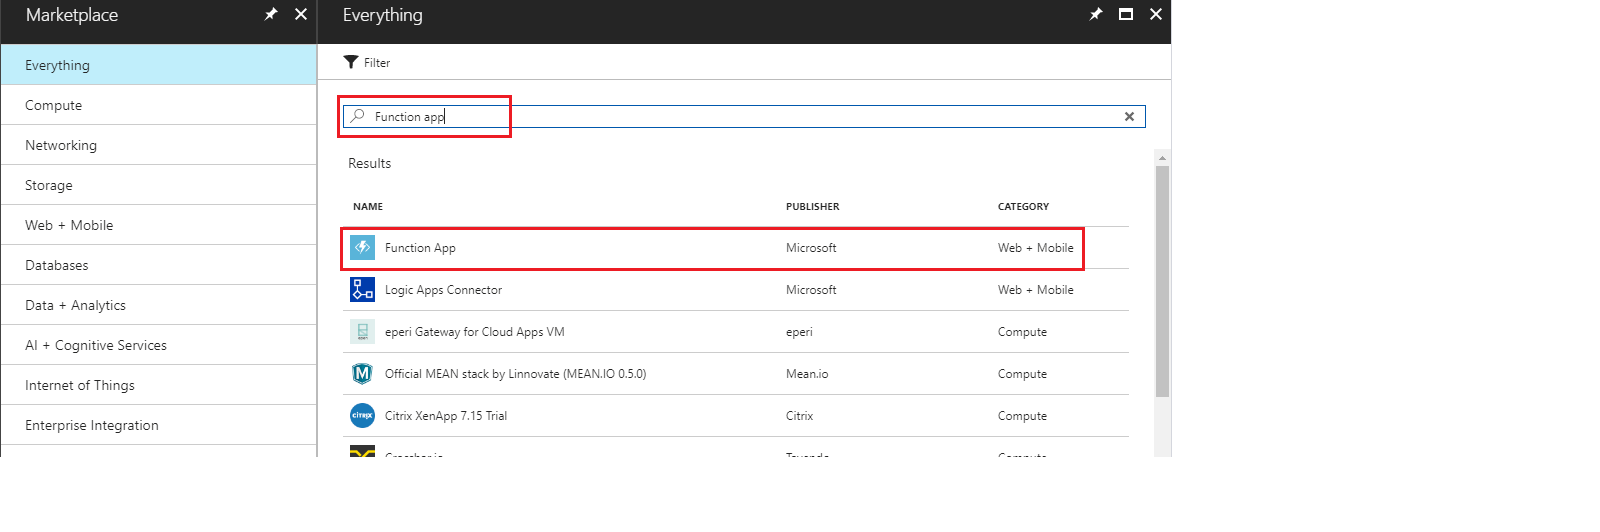 Marketplace
Everything
Everything
Compute
Networking
Storage
Web + Mobile
Databases
Data + Analytics
AI + Cognitive Services
Internet of Things
Enterprise Integration
Filter
Function app
Results
NAME PUBLISHER CATEGORY
Function App Microsoft Web + Mobile
Logic Apps Connector Microsoft Web + Mobile
eperi Gateway for Cloud Apps VM eperi Compute
Official MEAN stack by Linnovate (MEAN.IO 0.5.0) Mean.io Compute
CITRIX Citrix XenApp 7.15 Trial Citrix Compute